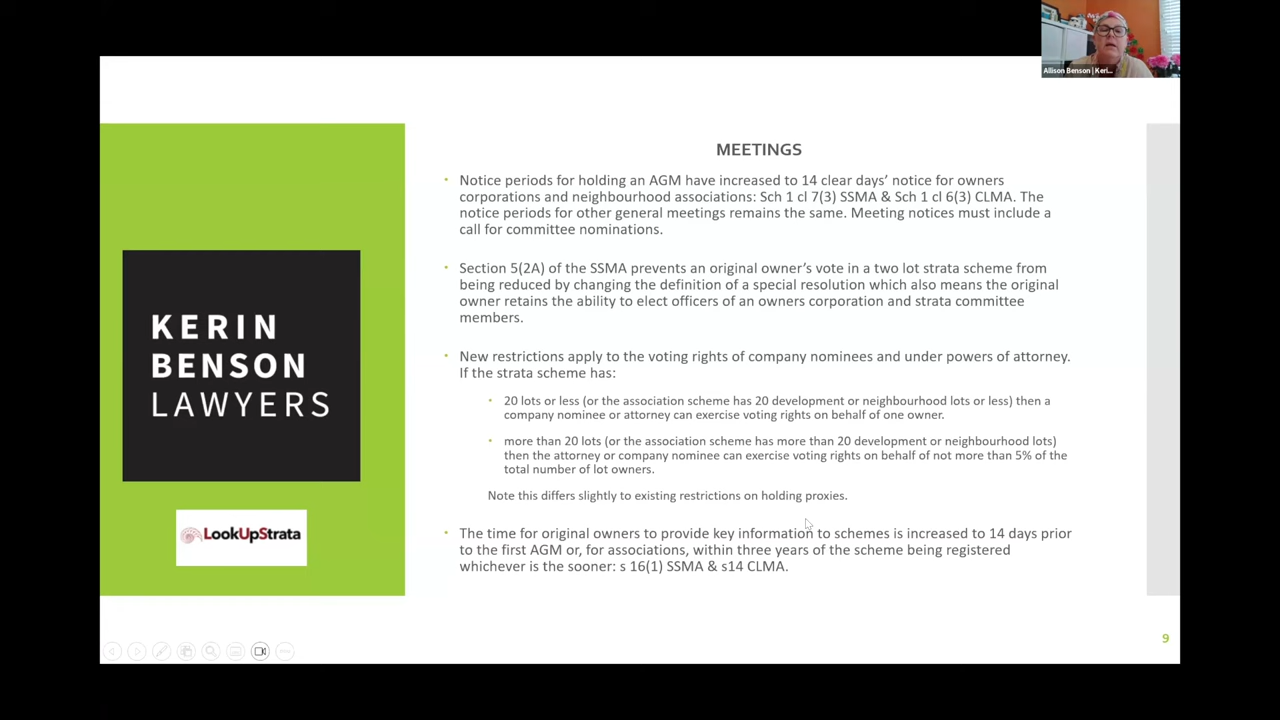 Allison Benson | Keri...
MEETINGS
• Notice periods for holding an AGM have increased to 14 clear days' notice for owners
corporations and neighbourhood associations: Sch 1 cl 7(3) SSMA & Sch 1 cl 6(3) CLMA. The
notice periods for other general meetings remains the same. Meeting notices must include a
call for committee nominations.
• Section 5(2A) of the SSMA prevents an original owner's vote in a two lot strata scheme from
being reduced by changing the definition of a special resolution which also means the original
owner retains the ability to elect officers of an owners corporation and strata committee
members.
• New restrictions apply to the voting rights of company nominees and under powers of attorney.
If the strata scheme has:
• 20 lots or less (or the association scheme has 20 development or neighbourhood lots or less) then a
company nominee or attorney can exercise voting rights on behalf of one owner.
• more than 20 lots (or the association scheme has more than 20 development or neighbourhood lots)
then the attorney or company nominee can exercise voting rights on behalf of not more than 5% of the
total number of lot owners.
Note this differs slightly to existing restrictions on holding proxies.
• The time for original owners to provide key information to schemes is increased to 14 days prior
to the first AGM or, for associations, within three years of the scheme being registered
whichever is the sooner: s 16(1) SSMA & s14 CLMA.
KERIN
BENSON
LAWYERS
LookUpStrata
9